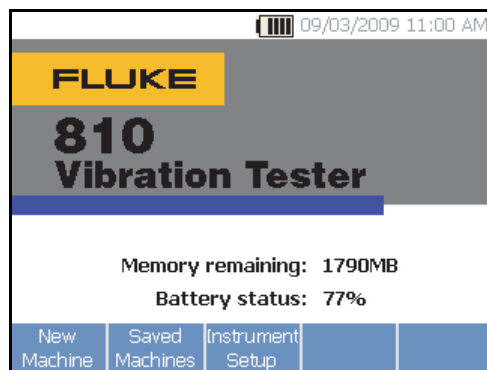 09/03/2009 11:00 AM
FLUKE
810
Vibration Tester
Memory remaining: 1790MB
Battery status: 77%
New Machine
Saved Machines
Instrument Setup